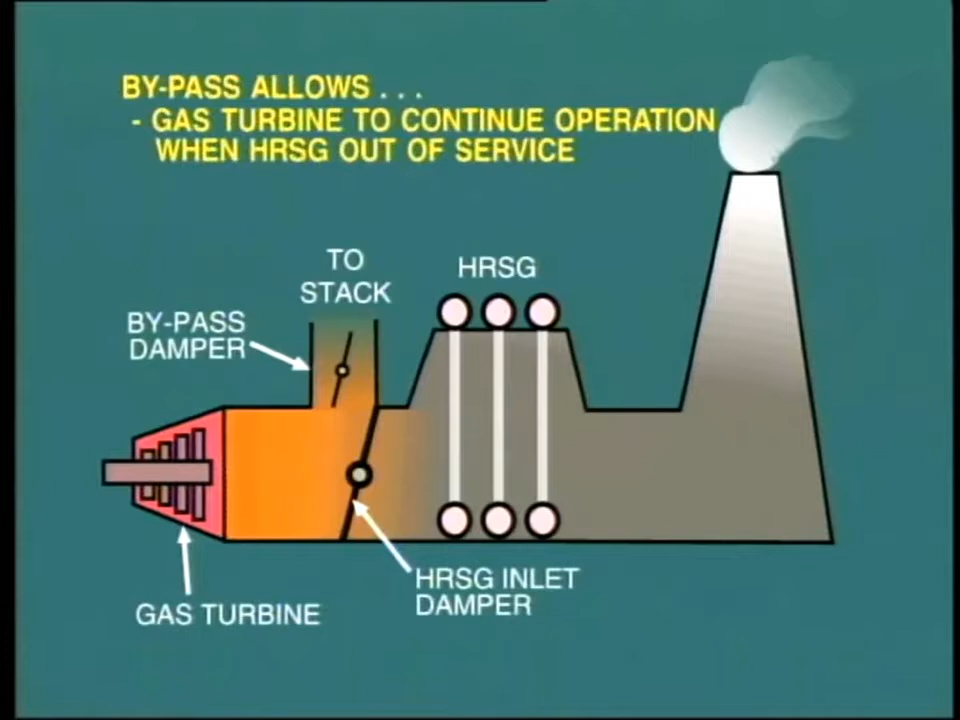 BY-PASS ALLOWS . . .
- GAS TURBINE TO CONTINUE OPERATION
WHEN HRSG OUT OF SERVICE
TO
STACK
HRSG
BY-PASS
DAMPER
HRSG INLET
DAMPER
GAS TURBINE